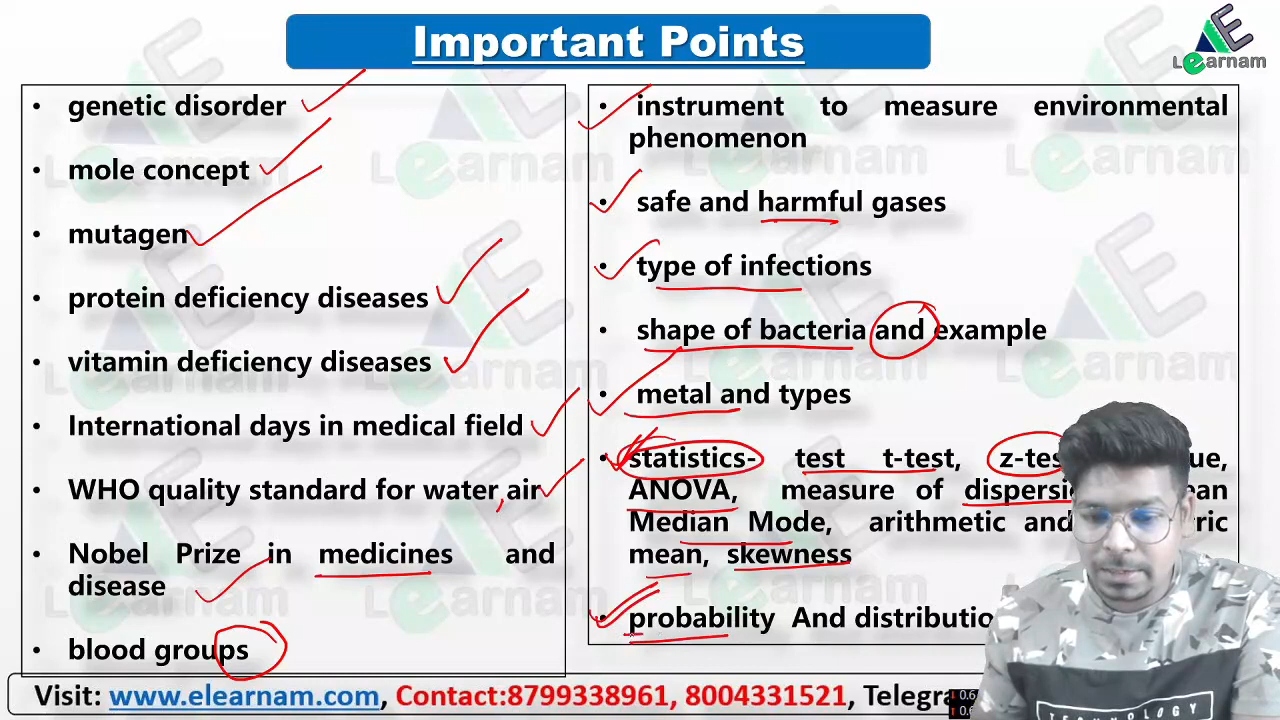 Important Points
Learnam
genetic disorder
mole concept
mutagen
protein deficiency diseases
vitamin deficiency diseases
International days in medical field
WHO quality standard for water,air
Nobel Prize in medicines and
disease
blood groups
instrument to measure environmental
phenomenon
safe and harmful gases
type of infections
shape of bacteria and example
metal and types
statistics- test t-test,
ANOVA, measure of
Median Mode, arithmetic and
mean, skewness
probability And
Visit: www.elearnam.com, Contact:8799338961, 8004331521,
TECHNOLOGY